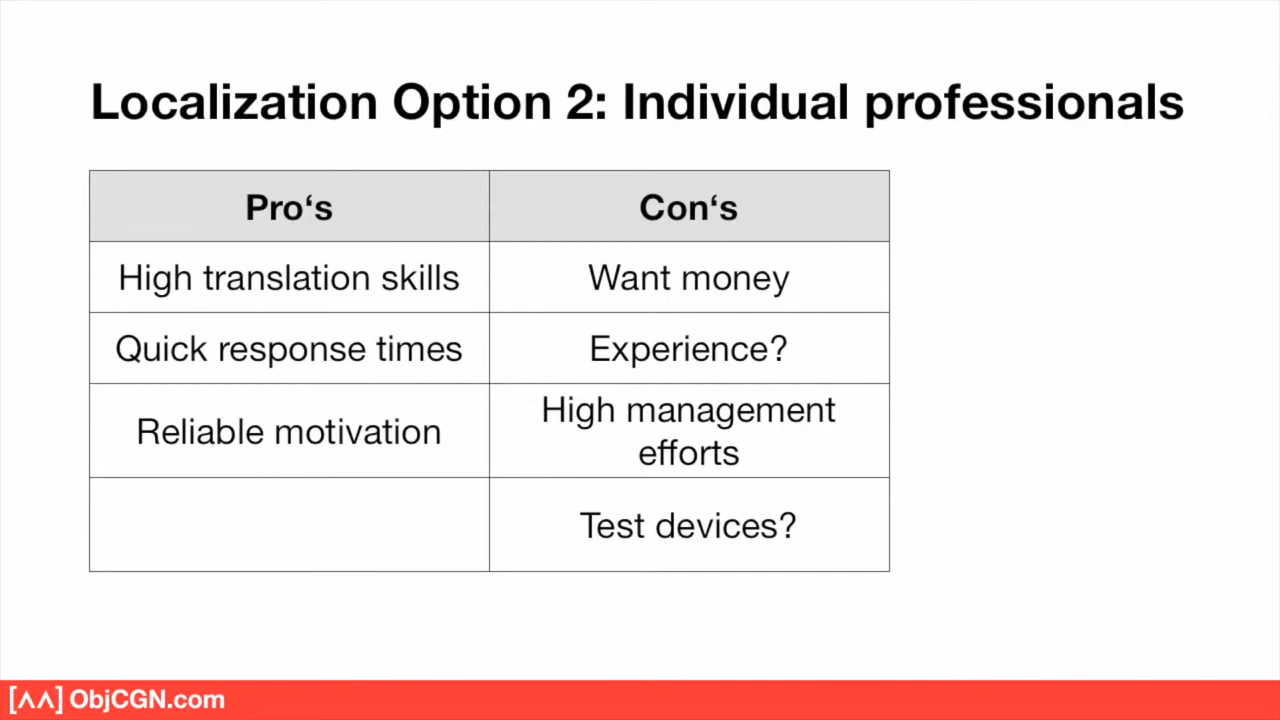 Localization Option 2: Individual professionals
Pro‘s
Con‘s
High translation skills
Want money
Quick response times
Experience?
Reliable motivation
High management
efforts
Test devices?
[ʌʌ] ObjCGN.com